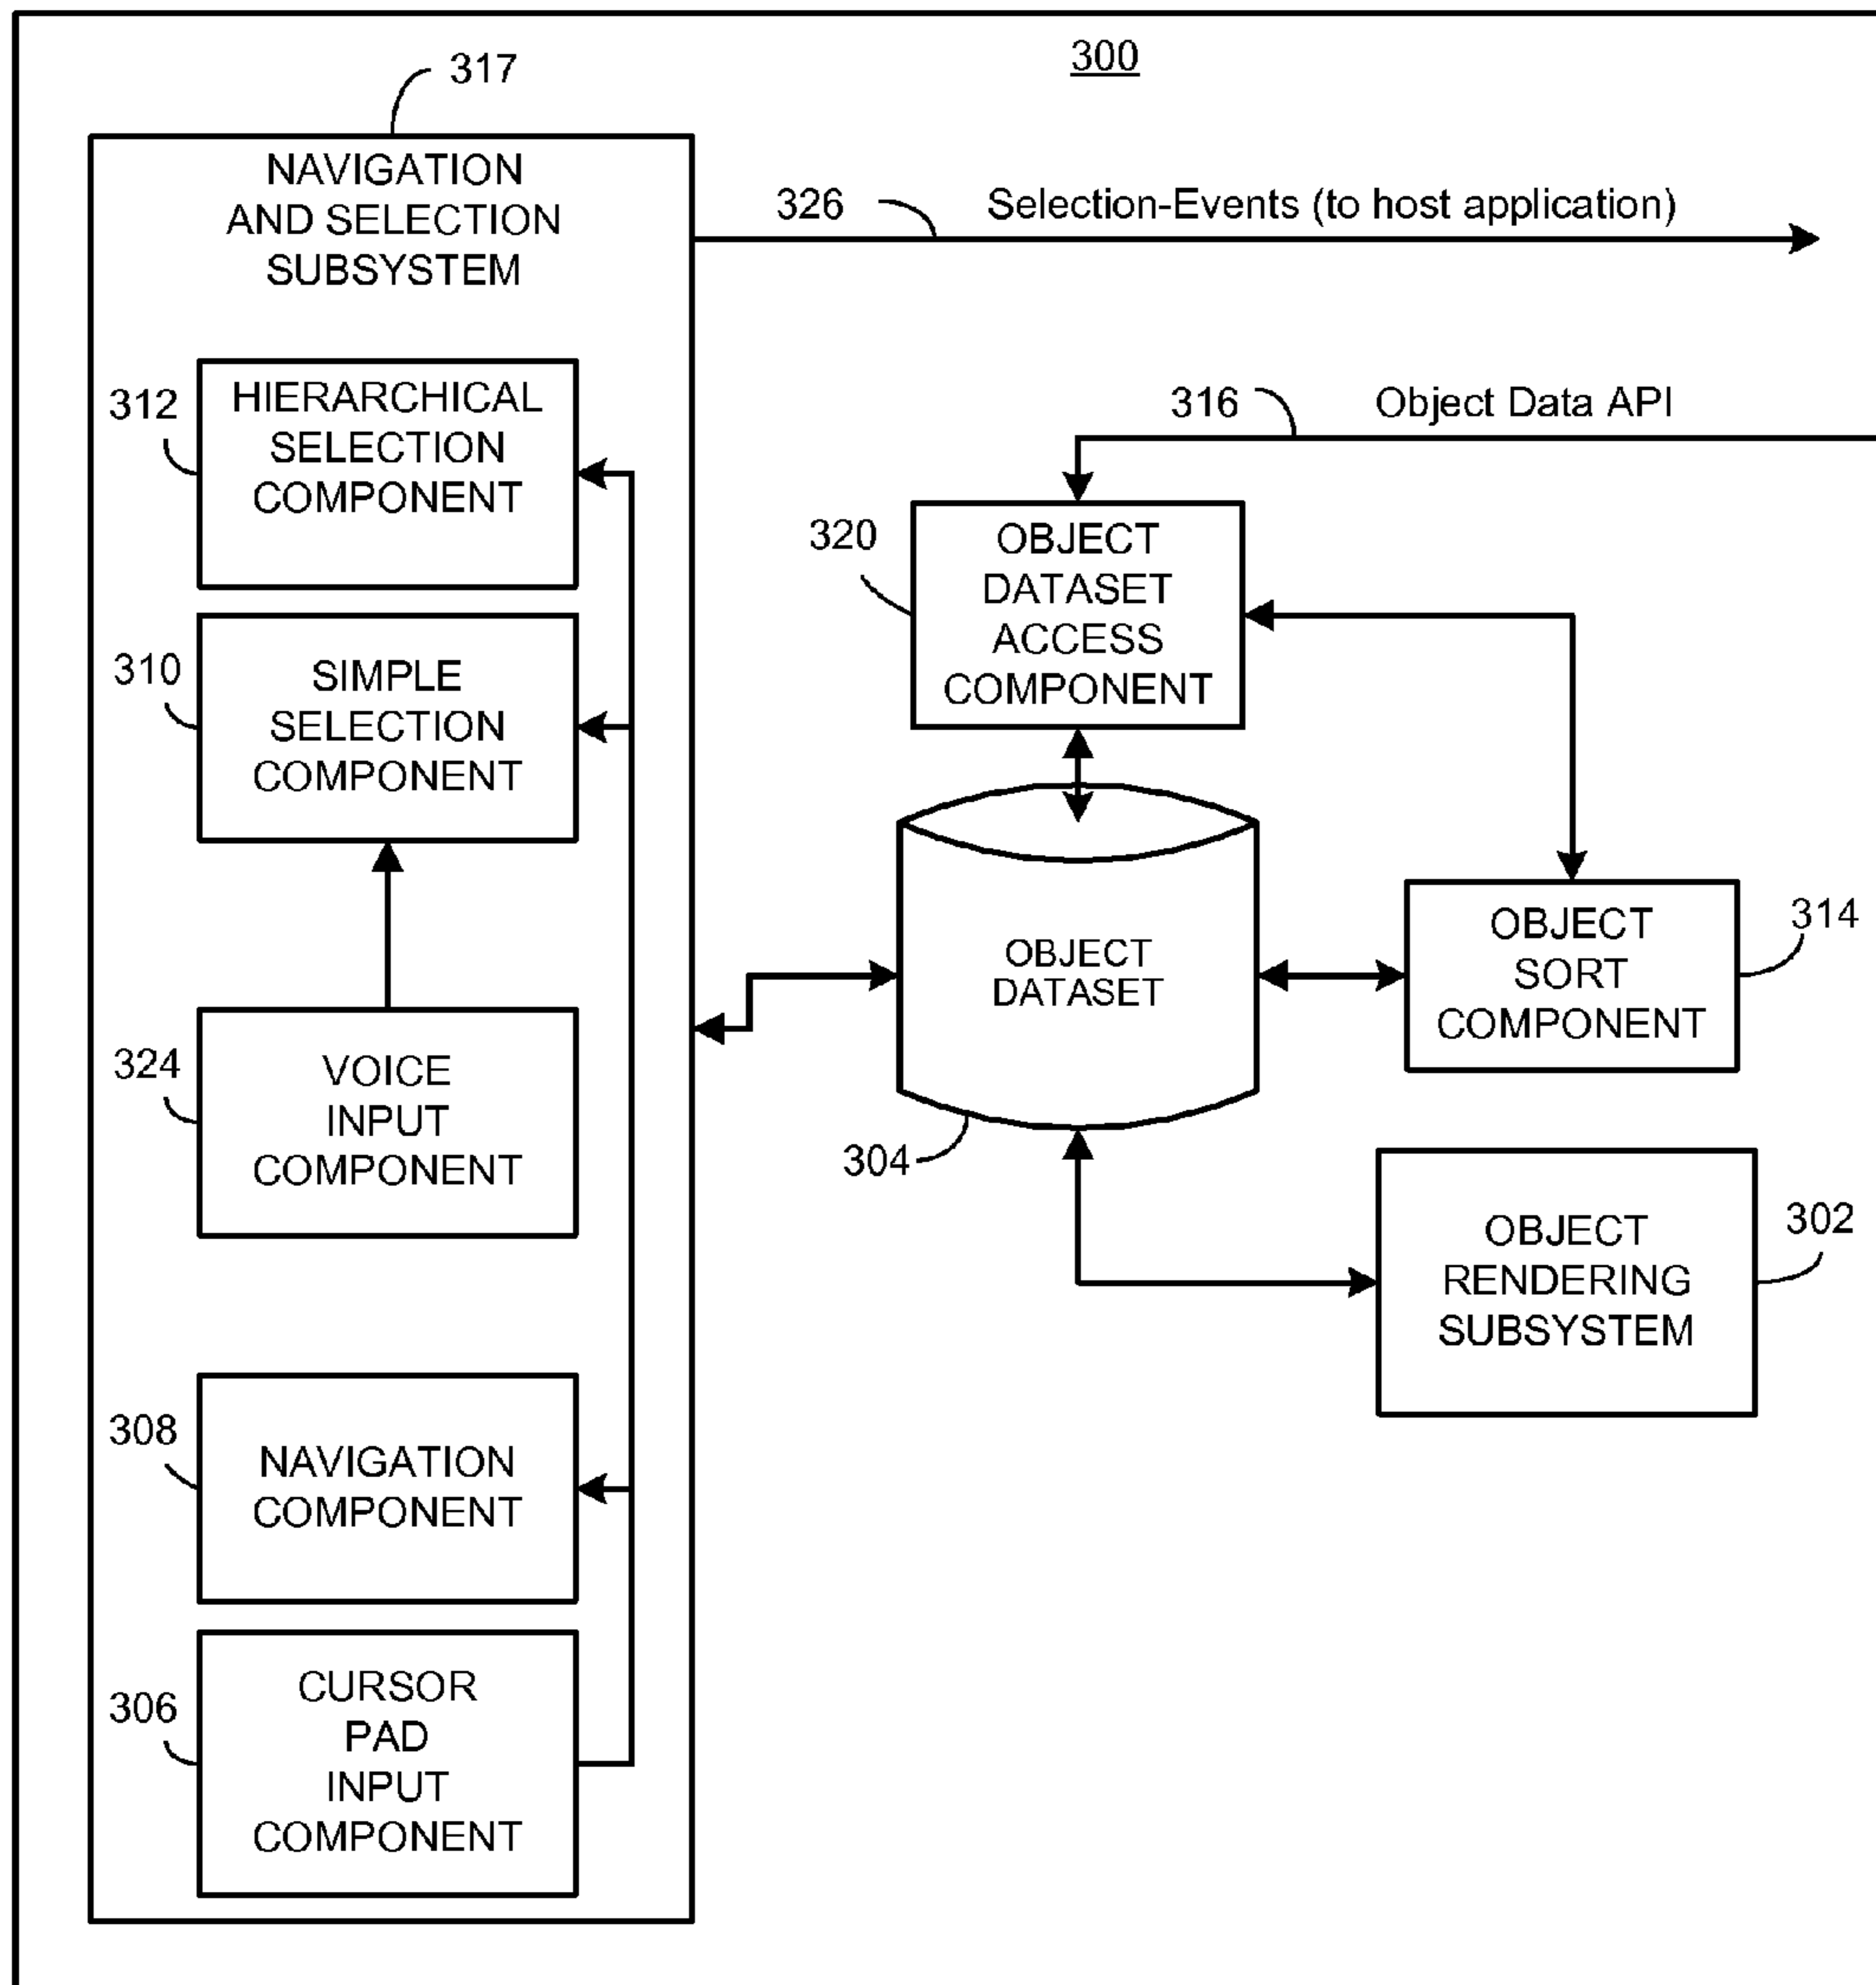 300
317
NAVIGATION
AND SELECTION
SUBSYSTEM
326
Selection-Events (to host application)
312
HIERARCHICAL
SELECTION
COMPONENT
316
Object Data API
320
OBJECT
DATASET
ACCESS
COMPONENT
310
SIMPLE
SELECTION
COMPONENT
OBJECT
DATASET
304
OBJECT
SORT
COMPONENT
314
324
VOICE
INPUT
COMPONENT
OBJECT
RENDERING
SUBSYSTEM
302
308
NAVIGATION
COMPONENT
306
CURSOR
PAD
INPUT
COMPONENT